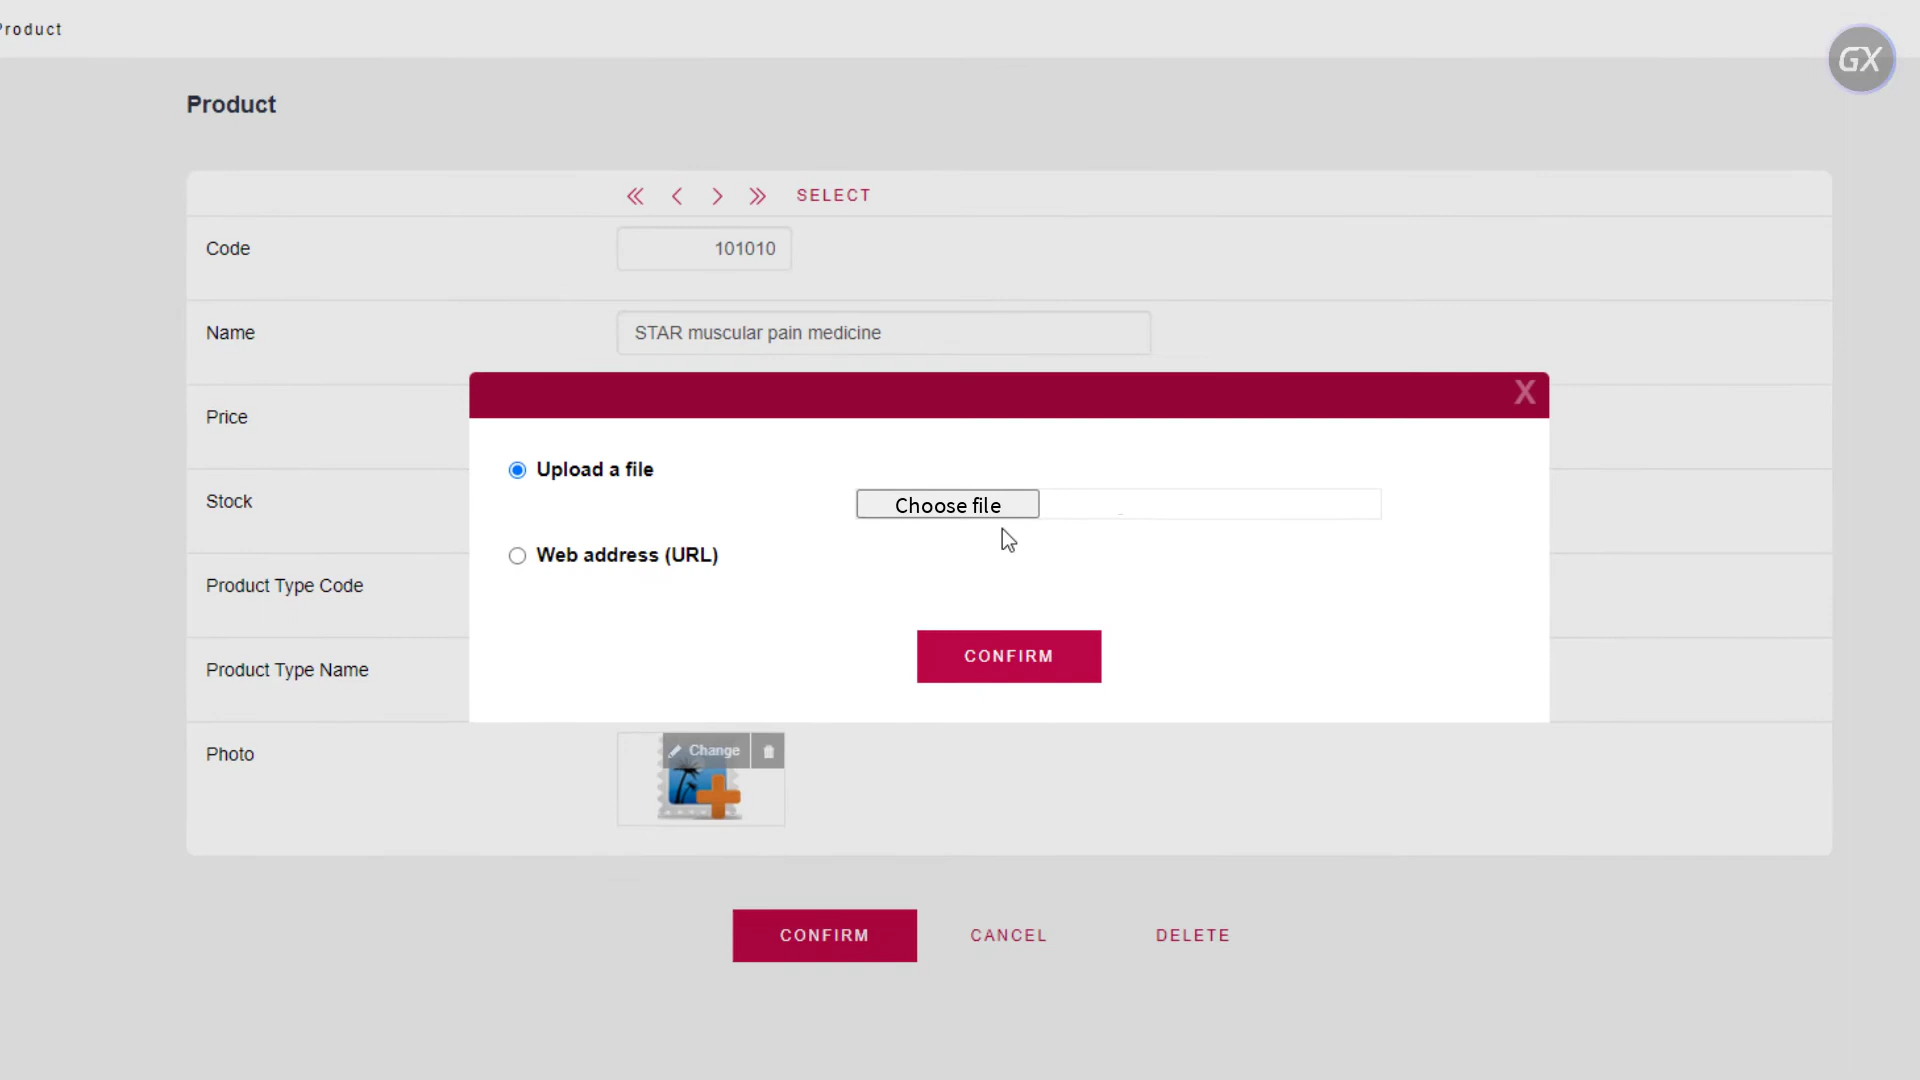 Product
GX
Product
SELECT
Code
101010
Name
STAR muscular pain medicine
X
Price
Upload a file
Stock
Choose file
Web address (URL)
Product Type Code
CONFIRM
Product Type Name
Photo
Change
CONFIRM
CANCEL
DELETE